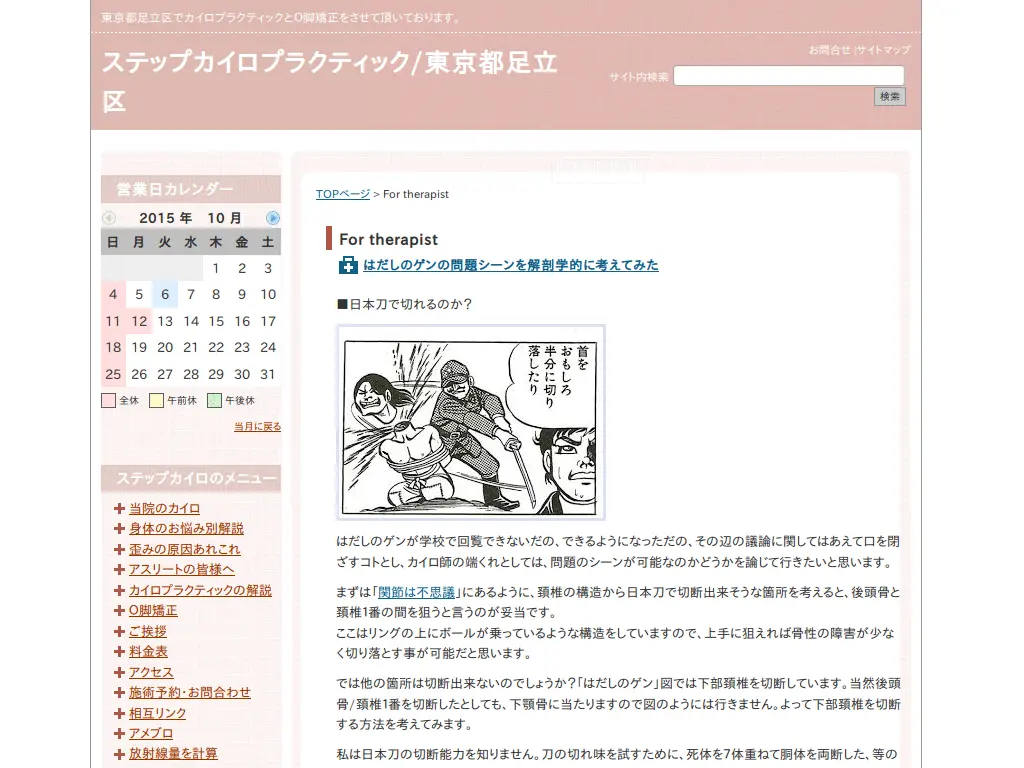 東京都足立区でカイロプラクティックとO脚矯正をさせて頂いております。
お問合せ |サイトマップ
ステップカイロプラクティック/東京都足立
区
サイト内検索
検索
営業日カレンダー
2015 年 10 月
日 月 火 水 木 金 土
1 2 3
4 5 6 7 8 9 10
11 12 13 14 15 16 17
18 19 20 21 22 23 24
25 26 27 28 29 30 31
全休 午前休 午後休
当月に戻る
ステップカイロのメニュー
当院のカイロ
身体のお悩み別解説
歪みの原因あれこれ
アスリートの皆様へ
カイロプラクティックの解説
O脚矯正
ご挨拶
料金表
アクセス
施術予約・お問合わせ
相互リンク
アメブロ
放射線量を計算
TOPページ > For therapist
For therapist
はだしのゲンの問題シーンを解剖学的に考えてみた
■日本刀で切れるのか？
首を
おもしろ
半分に切り
落したり
はだしのゲンが学校で回覧できないだの、できるようになっただの、その辺の議論に関してはあえて口を閉
ざすコトとし、カイロ師の端くれとしては、問題のシーンが可能なのかどうかを論じて行きたいと思います。
まずは「関節は不思議」にあるように、頚椎の構造から日本刀で切断出来そうな箇所を考えると、後頭骨と
頚椎1番の間を狙うと言うのが妥当です。
ここはリングの上にボールが乗っているような構造をしていますので、上手に狙えれば骨性の障害が少な
く切り落とす事が可能だと思います。
では他の箇所は切断出来ないのでしょうか？「はだしのゲン」図では下部頚椎を切断しています。当然後頭
骨/頚椎1番を切断したとしても、下顎骨に当たりますので図のようには行きません。よって下部頚椎を切断
する方法を考えてみます。
私は日本刀の切断能力を知りません。刀の切れ味を試すために、死体を7体重ねて胴体を両断した、等の